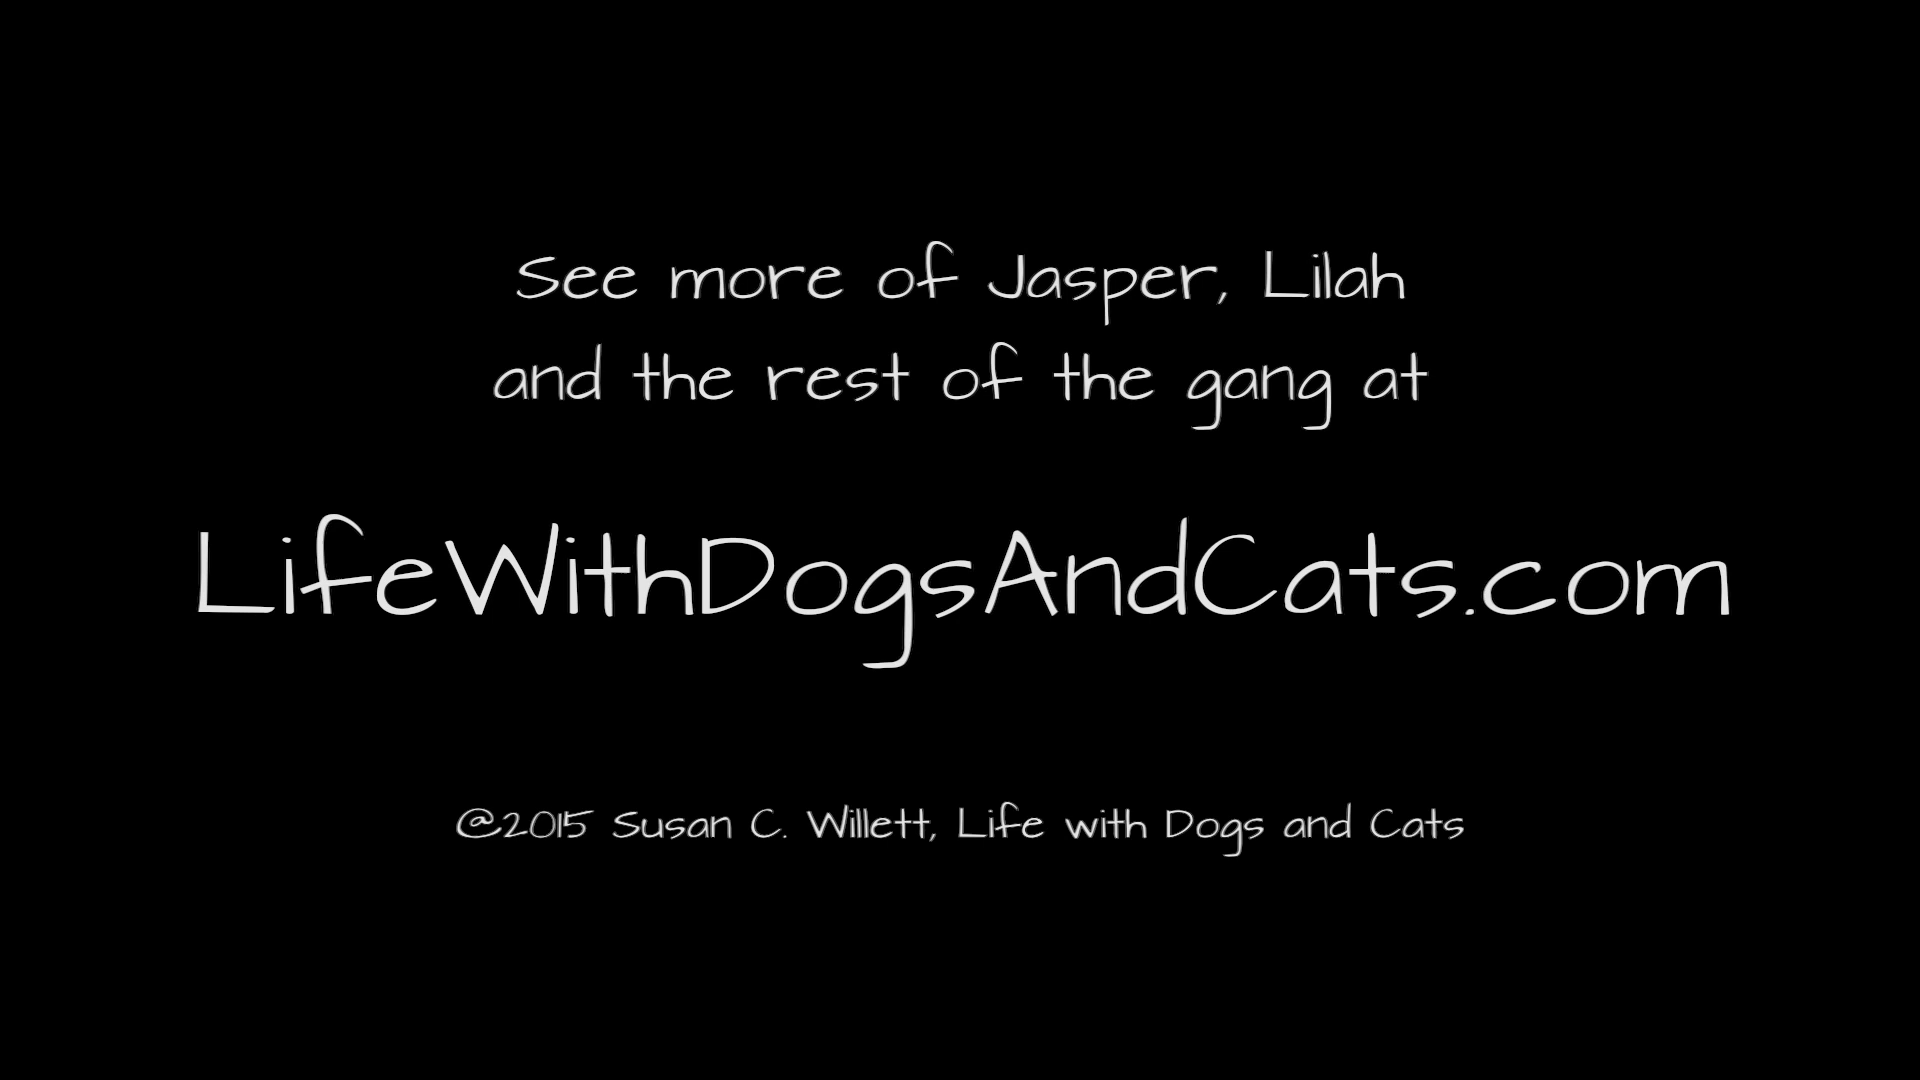 See more of Jasper, Lilah
and the rest of the gang at
LifeWithDogsAndCats.com
@2015 Susan C. Willett, Life with Dogs and Cats